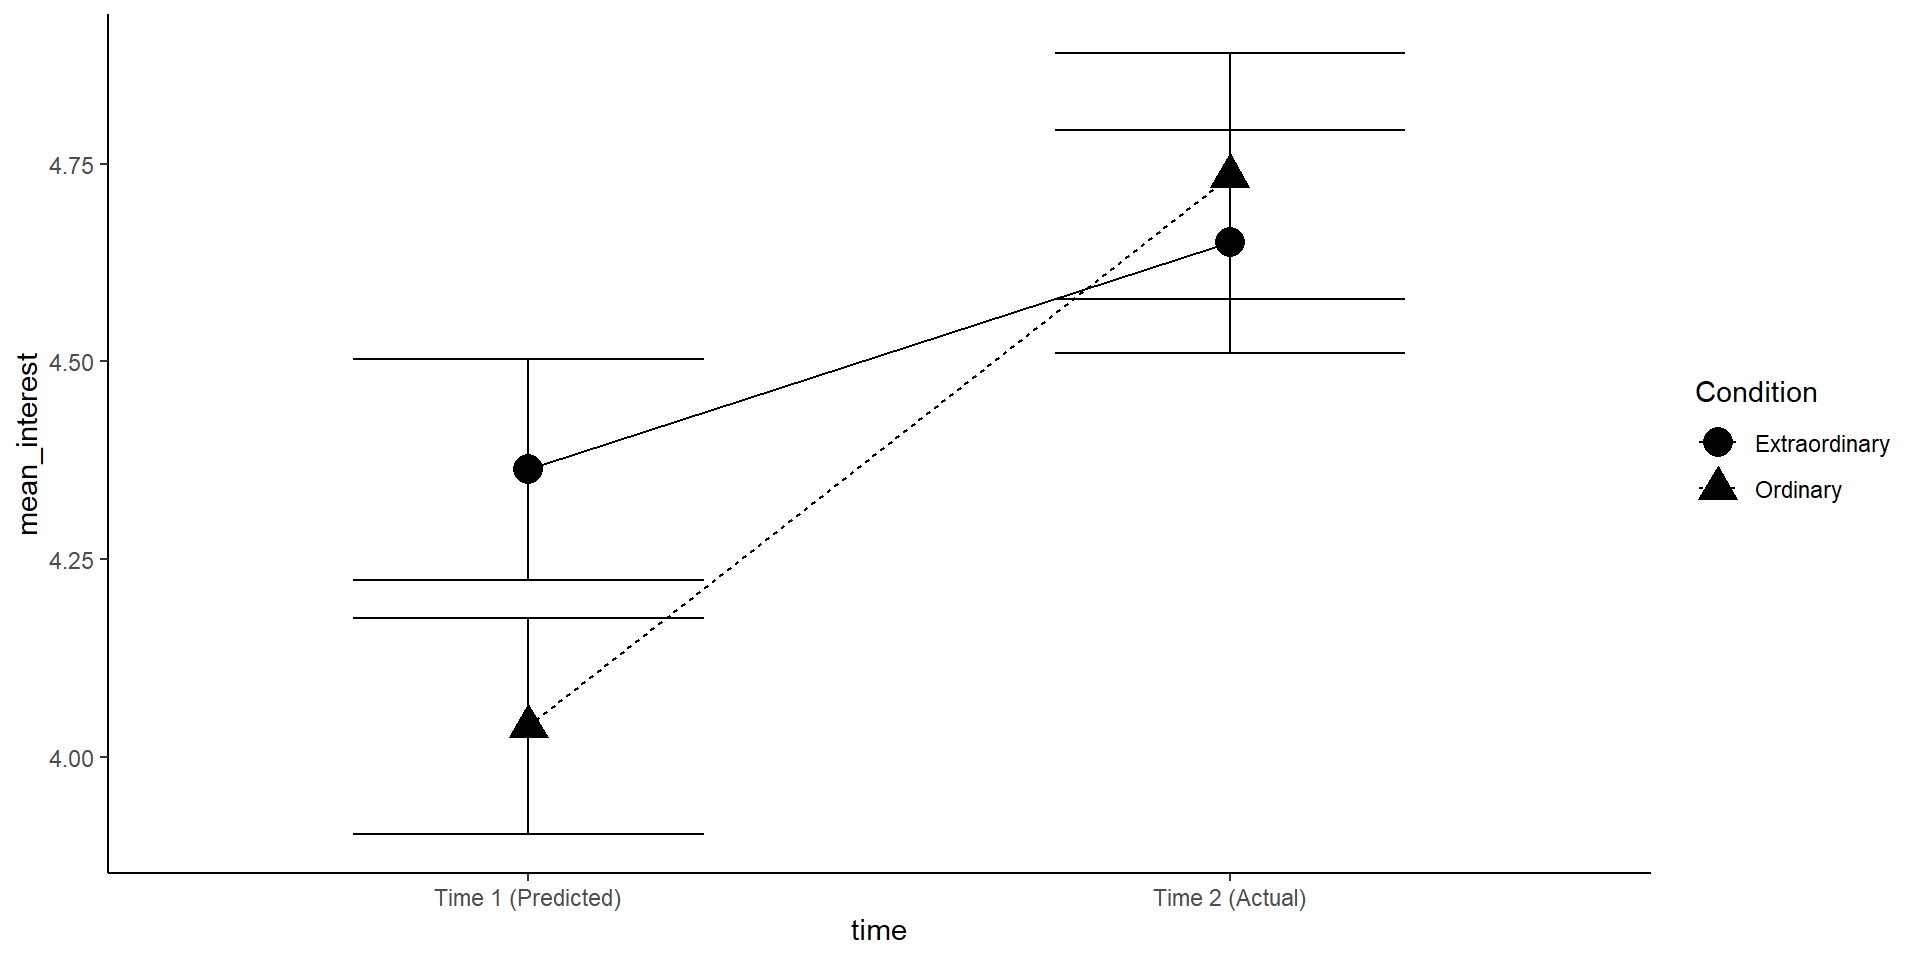 mean_interest
4.75
4.50
4.25
4.00
Time 1 (Predicted)
Time 2 (Actual)
time
Condition
Extraordinary
Ordinary